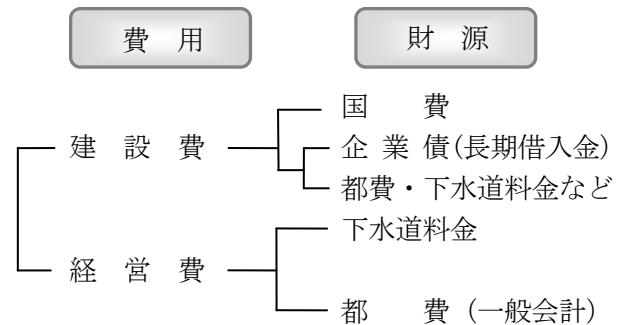 費用 財源
国費
建設費 企業債(長期借入金)
都費・下水道料金など
下水道料金
経営費
都費(一般会計)